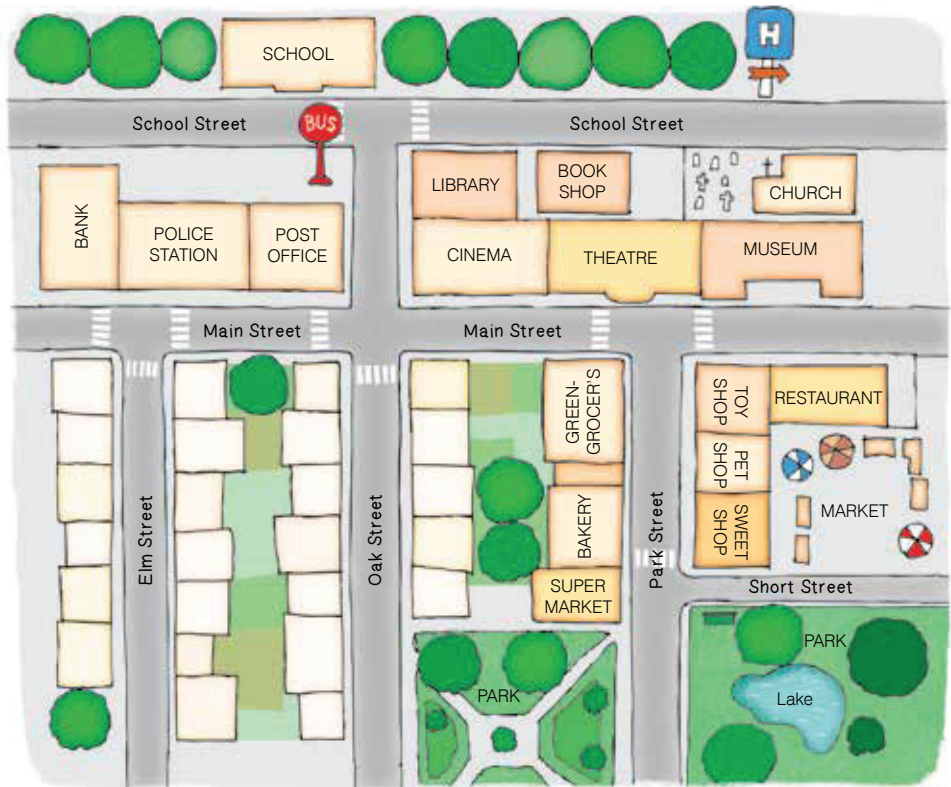 SCHOOL
H
School Street
BUS
School Street
BANK
POLICE
STATION
POST
OFFICE
LIBRARY
BOOK
SHOP
CHURCH
CINEMA
THEATRE
MUSEUM
Main Street
Main Street
Elm Street
Oak Street
GREEN-
GROCER'S
BAKERY
SUPER
MARKET
PARK
Park Street
TOY
SHOP
RESTAURANT
PET
SHOP
SWEET
SHOP
MARKET
Short Street
PARK
Lake